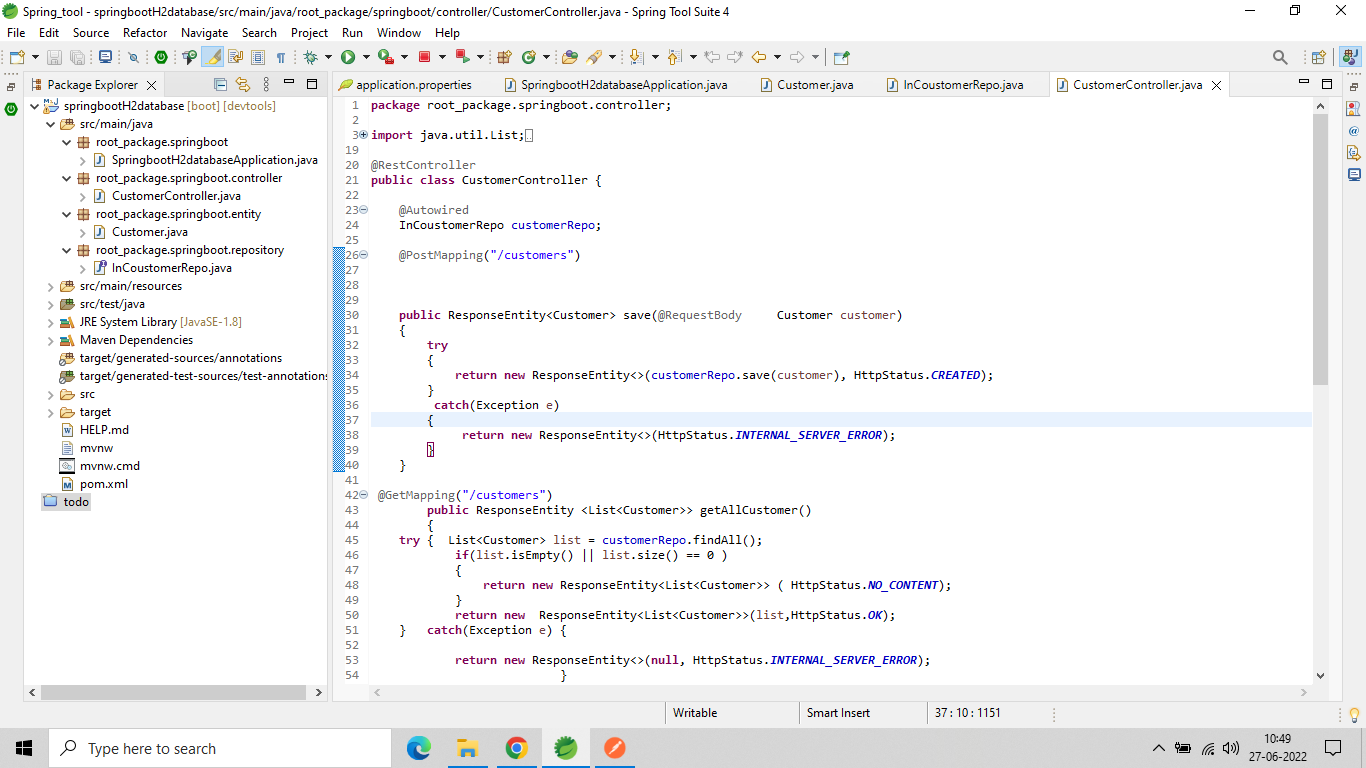 Spring_tool - springbootH2database/src/main/java/root_package/springboot/controller/CustomerController.java - Spring Tool Suite 4
File Edit Source Refactor Navigate Search Project Run Window Help
Package Explorer
springbootH2database [boot] [devtools]
src/main/java
root_package.springboot
SpringbootH2databaseApplication.java
root_package.springboot.controller
CustomerController.java
root_package.springboot.entity
Customer.java
root_package.springboot.repository
InCoustomerRepo.java
src/main/resources
src/test/java
JRE System Library [JavaSE-1.8]
Maven Dependencies
target/generated-sources/annotations
target/generated-test-sources/test-annotations
src
target
HELP.md
mvnw
mvnw.cmd
pom.xml
todo
application.properties SpringbootH2databaseApplication.java Customer.java InCoustomerRepo.java CustomerController.java
1 package root_package.springboot.controller;
2
3 import java.util.List;
19
20 @RestController
21 public class CustomerController {
22
23 @Autowired
24 InCoustomerRepo customerRepo;
25
26 @PostMapping("/customers")
27
28
29
30 public ResponseEntity<Customer> save(@RequestBody Customer customer)
31 {
32 try
33 {
34 return new ResponseEntity<>(customerRepo.save(customer), HttpStatus.CREATED);
35 }
36 catch(Exception e)
37 {
38 return new ResponseEntity<>(HttpStatus.INTERNAL_SERVER_ERROR);
39 }
40 }
41
42 @GetMapping("/customers")
43 public ResponseEntity <List<Customer>> getAllCustomer()
44 {
45 try { List<Customer> list = customerRepo.findAll();
46 if(list.isEmpty() || list.size() == 0 )
47 {
48 return new ResponseEntity<List<Customer>> ( HttpStatus.NO_CONTENT);
49 }
50 return new ResponseEntity<List<Customer>>(list,HttpStatus.OK);
51 } catch(Exception e) {
52
53 return new ResponseEntity<>(null, HttpStatus.INTERNAL_SERVER_ERROR);
54 }
Writable Smart Insert 37 : 10 : 1151
Type here to search
10:49
27-06-2022